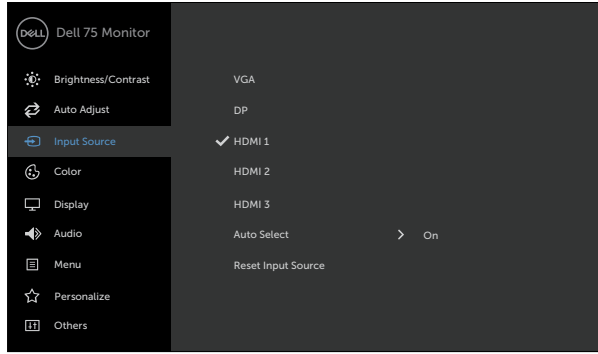 DELL Dell 75 Monitor
Brightness/Contrast
Auto Adjust
Input Source
Color
Display
Audio
Menu
Personalize
Others
VGA
DP
HDMI 1
HDMI 2
HDMI 3
Auto Select On
Reset Input Source